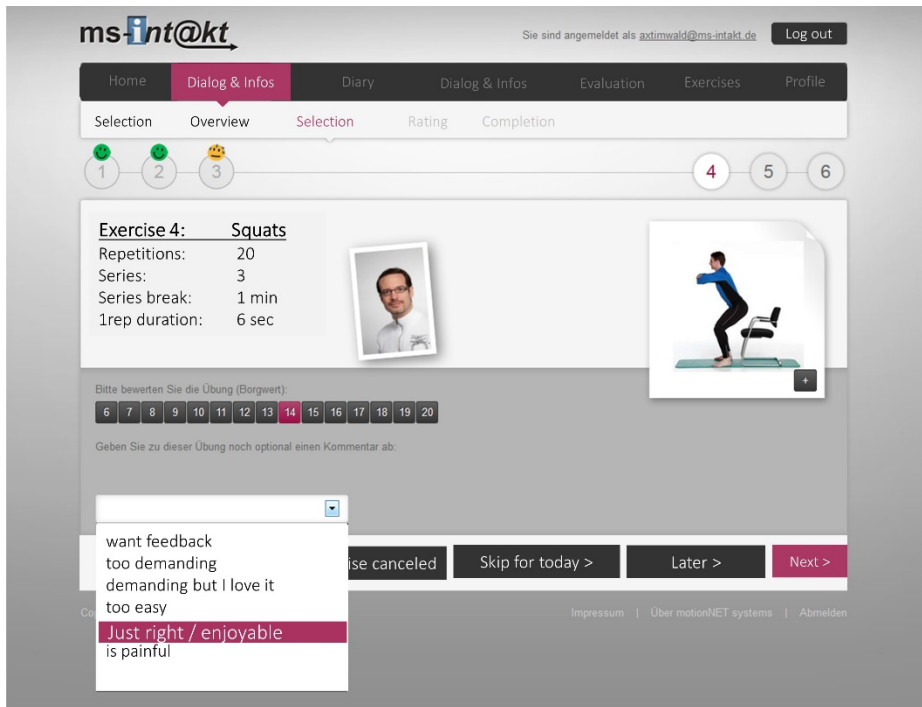 ms-int@kt
Sie sind angemeldet als axtimwald@ms-intakt.de
Log out
Home Dialog & Infos Diary Dialog & Infos Evaluation Exercises Profile
Selection Overview Selection Rating Completion
1 2 3 4 5 6
Exercise 4: Squats
Repetitions: 20
Series: 3
Series break: 1 min
1rep duration: 6 sec
+
Bitte bewerten Sie die Übung (Borgwert):
6 7 8 9 10 11 12 13 14 15 16 17 18 19 20
Geben Sie zu dieser Übung noch optional einen Kommentar ab:
want feedback
too demanding
demanding but I love it
too easy
Just right / enjoyable
is painful
canceled
Skip for today >
Later >
Next >
Impressum | Über motionNET systems | Abmelden